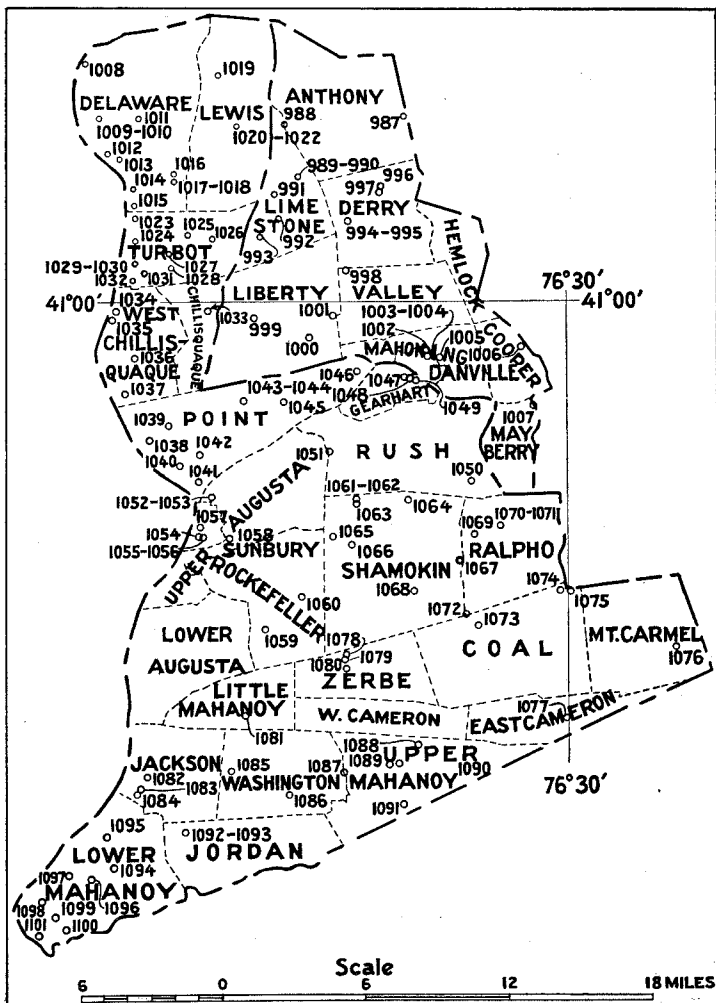 1008
1019
DELAWARE
1011
1009-1010
LEWIS
988
ANTHONY
987
1020-1022
1012
1013
1016
1017-1018
1014
1015
989-990
991
LIME
STONE
992
993
996
997
DERRY
994-995
1023
1024
1025
1026
TURBOT
1029-1030
1032
1031
1027
1028
CHILLISQUAQUE
HEMLOCK
COOPER
998
LIBERTY
VALLEY
76°30'
41°00'
41°00'
1034
WEST
1035
CHILLIS-
1036
QUAQUE
1037
1033
999
1001
1000
1003-1004
1002
1005
MAHONING
1006
DANVILLE
1046
1047
1048
GEARHART
1049
1007
MAY
BERRY
1043-1044
1045
POINT
1039
1038
1042
1040
1041
RUSH
1051
1050
1052-1053
AUGUSTA
1057
1054
1055-1056
1058
SUNBURY
UPPER
ROCKEFELLER
1061-1062
1063
1064
1065
1066
SHAMOKIN
1067
1068
1069
1070-1071
RALPHO
1074
1075
1060
1059
LOWER
AUGUSTA
1072
1073
COAL
MT.CARMEL
1076
1078
1079
1080
ZERBE
LITTLE
MAHANOY
1081
W. CAMERON
1077
EASTCAMERON
JACKSON
1082
1083
1084
1085
WASHINGTON
1086
1088
1089
1087
UPPER
MAHANOY
1090
1091
76°30'
1095
1092-1093
JORDAN
LOWER
1094
1097
MAHANOY
1096
1098
1099
1101
1100
Scale
6 0 6 12 18 MILES